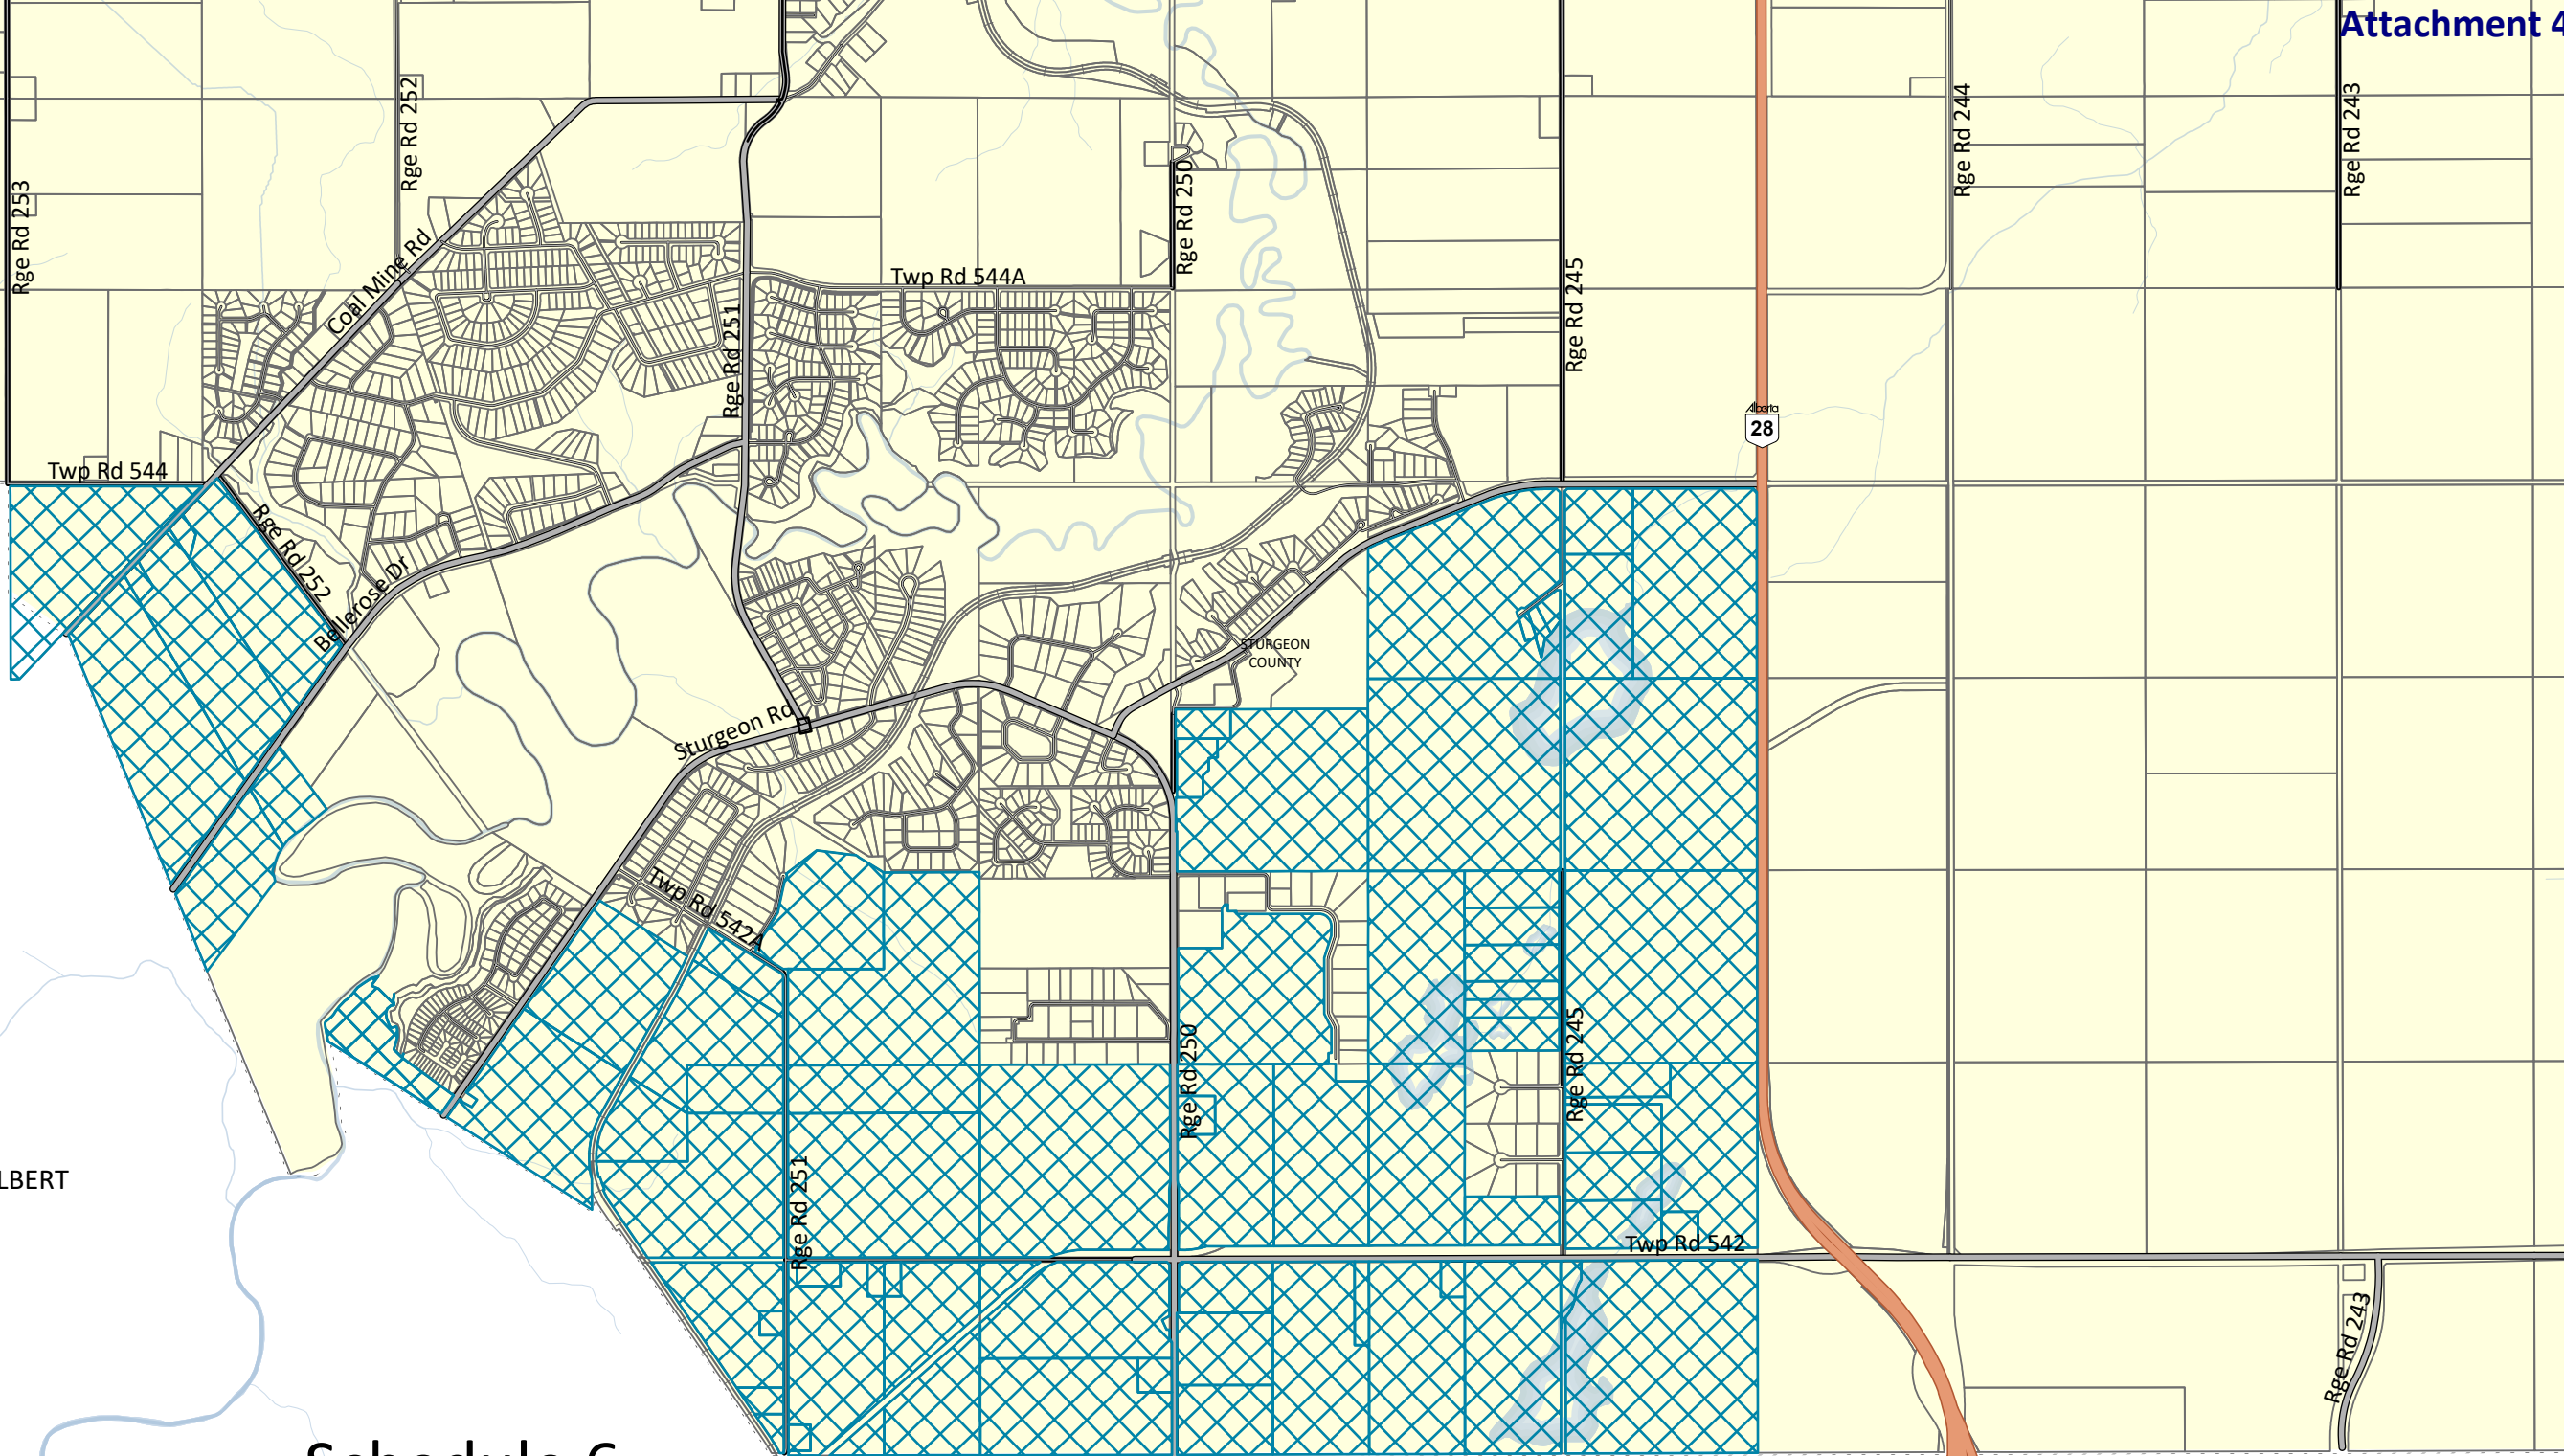 Attachment 4
Rge Rd 252
Rge Rd 244
Rge Rd 243
Rge Rd 253
Rge Rd 250
Coal Mine Rd
Twp Rd 544A
Rge Rd 245
Rge Rd 251
Alberta
28
Twp Rd 544
Rge Rd 252
Bellerose Dr
STURGEON
COUNTY
Sturgeon Rd
Twp Rd 542A
Rge Rd 250
Rge Rd 245
LBERT
Rge Rd 251
Twp Rd 542
Rge Rd 243